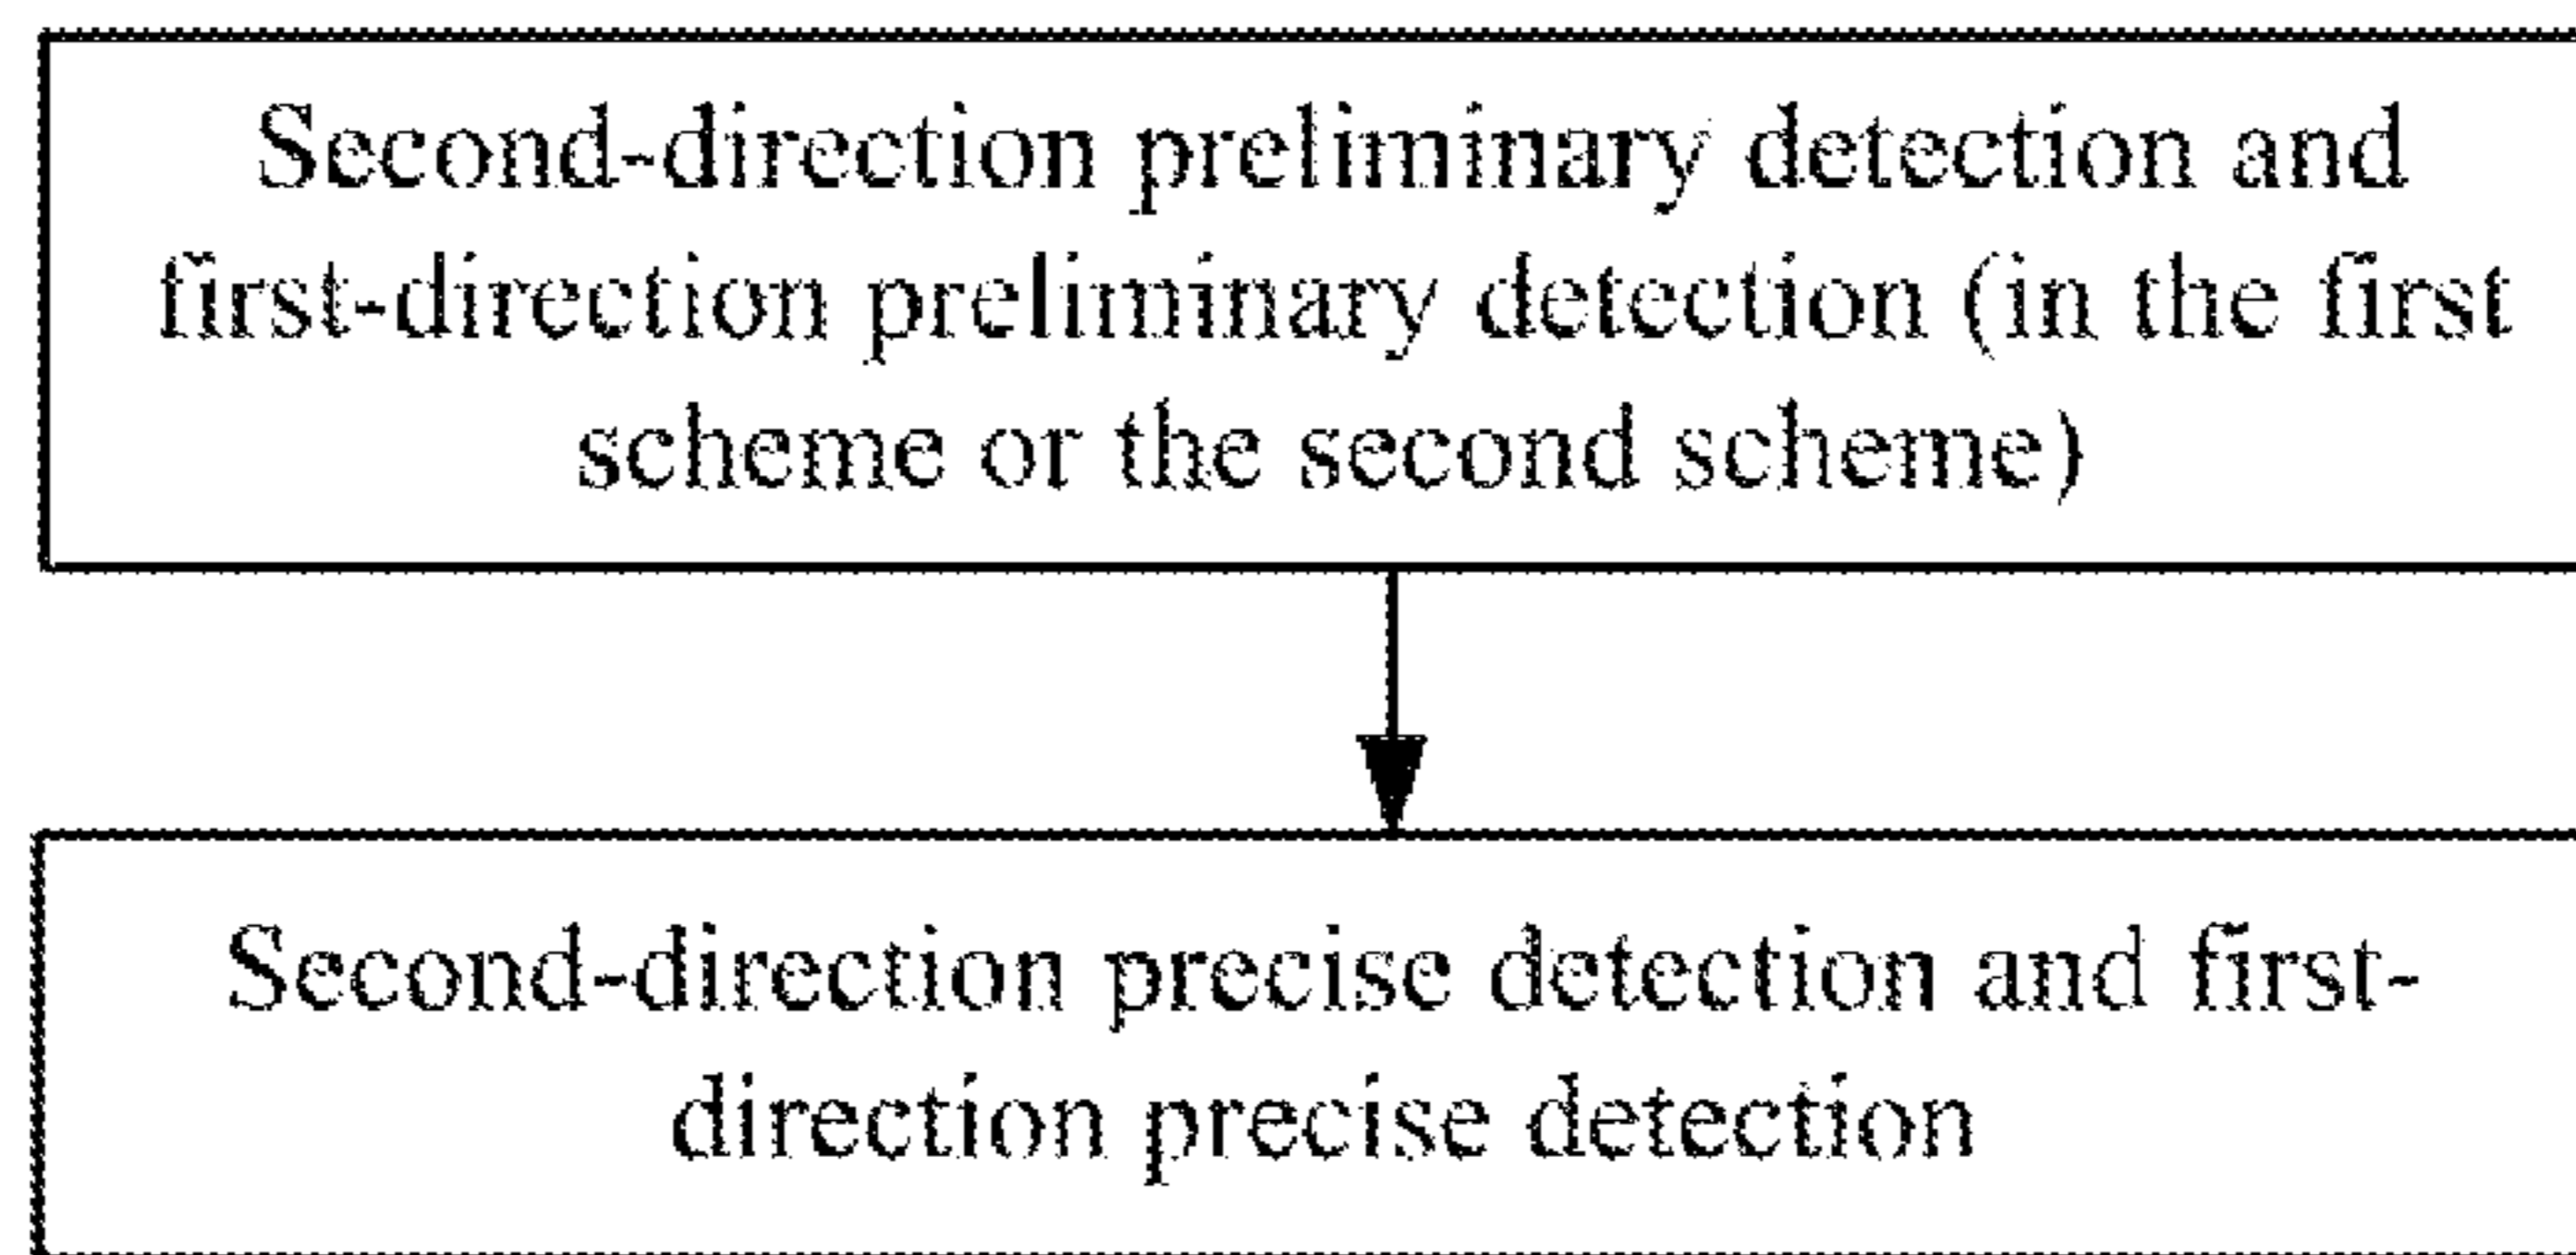 Second-direction preliminary detection and
first-direction preliminary detection (in the first
scheme or the second scheme)
Second-direction precise detection and first-
direction precise detection